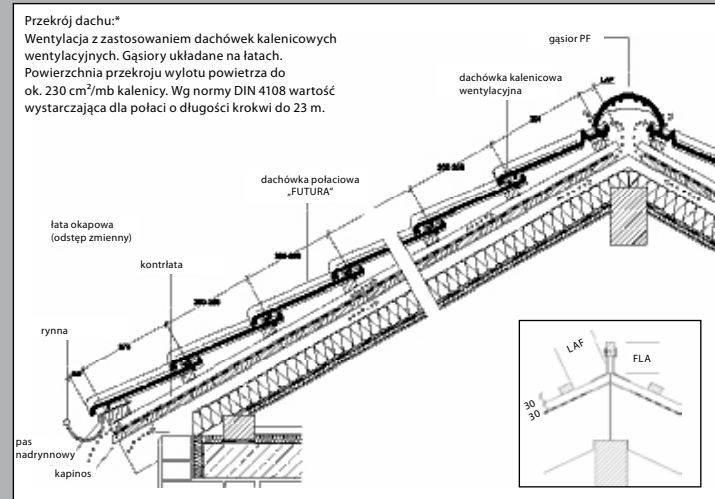 Przekrój dachu:*
Wentylacja z zastosowaniem dachówek kalenicowych
wentylacyjnych. Gąsiory układane na łatach.
Powierzchnia przekroju wylotu powietrza do
ok. 230 cm²/mb kalenicy. Wg normy DIN 4108 wartość
wystarczająca dla połaci o długości krokwi do 23 m.
gąsior PF
dachówka kalenicowa
wentylacyjna
LAF
dachówka połaciowa
„FUTURA”
łata okapowa
(odstęp zmienny)
kontrłata
rynna
pas
nadrynnowy
kapinos
LAF
FLA
30
30